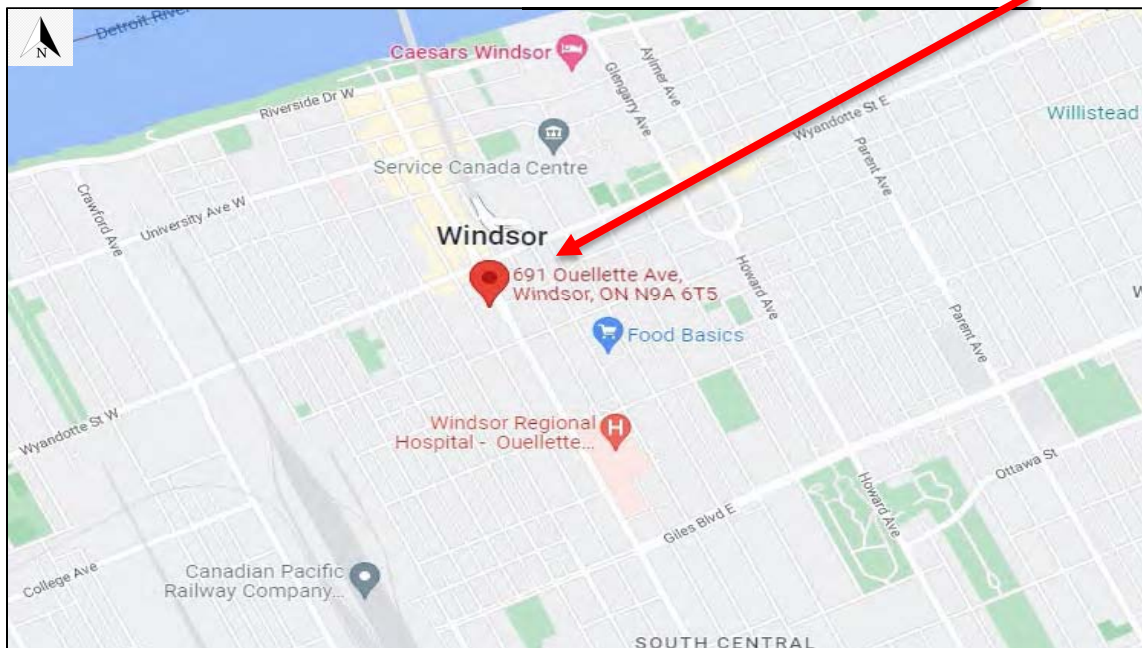 N
Detroit River
Caesars Windsor
Aylmer Ave
Glengarry Ave
Riverside Dr W
Wyandotte St E
Willistead
Service Canada Centre
Parent Ave
Crawford Ave
University Ave W
Windsor
691 Ouellette Ave,
Windsor, ON N9A 6T5
Howard Ave
W
Food Basics
Parent Ave
Wyandotte St W
Windsor Regional
Hospital - Ouellette...
Ottawa St
Howard Ave
Giles Blvd E
College Ave
Canadian Pacific
Railway Company...
SOUTH CENTRAL